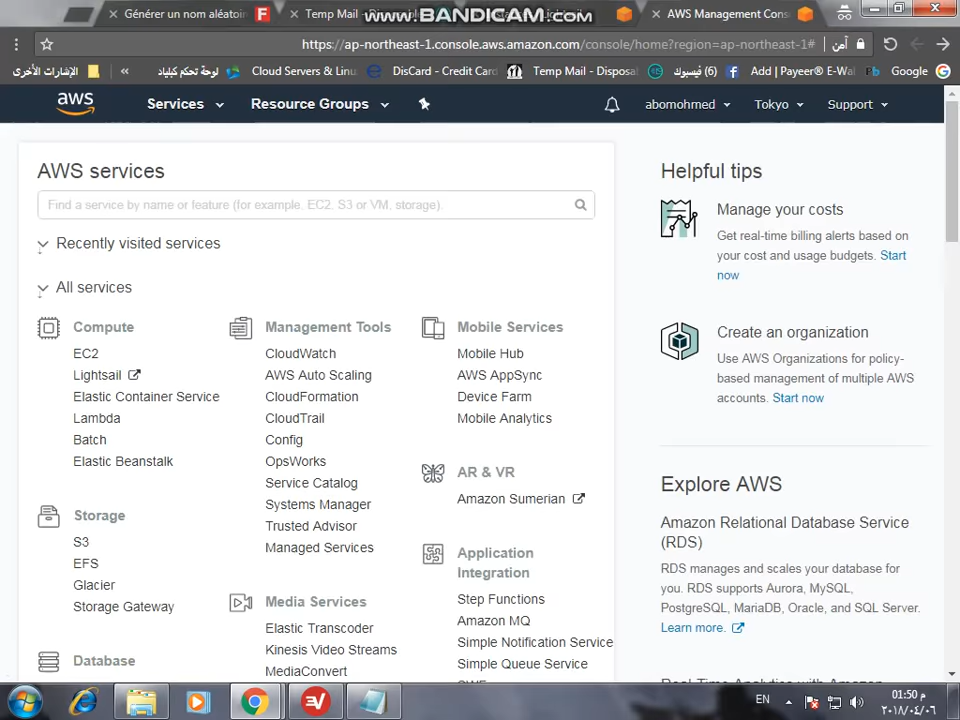 Générer un nom aléatoir
Temp Mail
www.BANDICAM.com
AWS Management Cons
https://ap-northeast-1.console.aws.amazon.com/console/home?region=ap-northeast-1#
آمن
الإشارات الأخرى
«
لوحة تحكم كيلباد
Cloud Servers & Linu
DisCard - Credit Car
Temp Mail - Disposa
(6) فيسبوك
Add | Payeer® E-Wal
Google
aws
Services
Resource Groups
abomohmed
Tokyo
Support
AWS services
Find a service by name or feature (for example, EC2, S3 or VM, storage).
Recently visited services
All services
Compute
EC2
Lightsail
Elastic Container Service
Lambda
Batch
Elastic Beanstalk
Storage
S3
EFS
Glacier
Storage Gateway
Database
Management Tools
CloudWatch
AWS Auto Scaling
CloudFormation
CloudTrail
Config
OpsWorks
Service Catalog
Systems Manager
Trusted Advisor
Managed Services
Media Services
Elastic Transcoder
Kinesis Video Streams
MediaConvert
Mobile Services
Mobile Hub
AWS AppSync
Device Farm
Mobile Analytics
AR & VR
Amazon Sumerian
Application
Integration
Step Functions
Amazon MQ
Simple Notification Service
Simple Queue Service
SWF
Helpful tips
Manage your costs
Get real-time billing alerts based on
your cost and usage budgets. Start
now
Create an organization
Use AWS Organizations for policy-
based management of multiple AWS
accounts. Start now
Explore AWS
Amazon Relational Database Service
(RDS)
RDS manages and scales your database for
you. RDS supports Aurora, MySQL,
PostgreSQL, MariaDB, Oracle, and SQL Server.
Learn more.
Real-Time Analytics with Amazon
EN
01:50 م
٢٠١٨/٠٤/٠٦